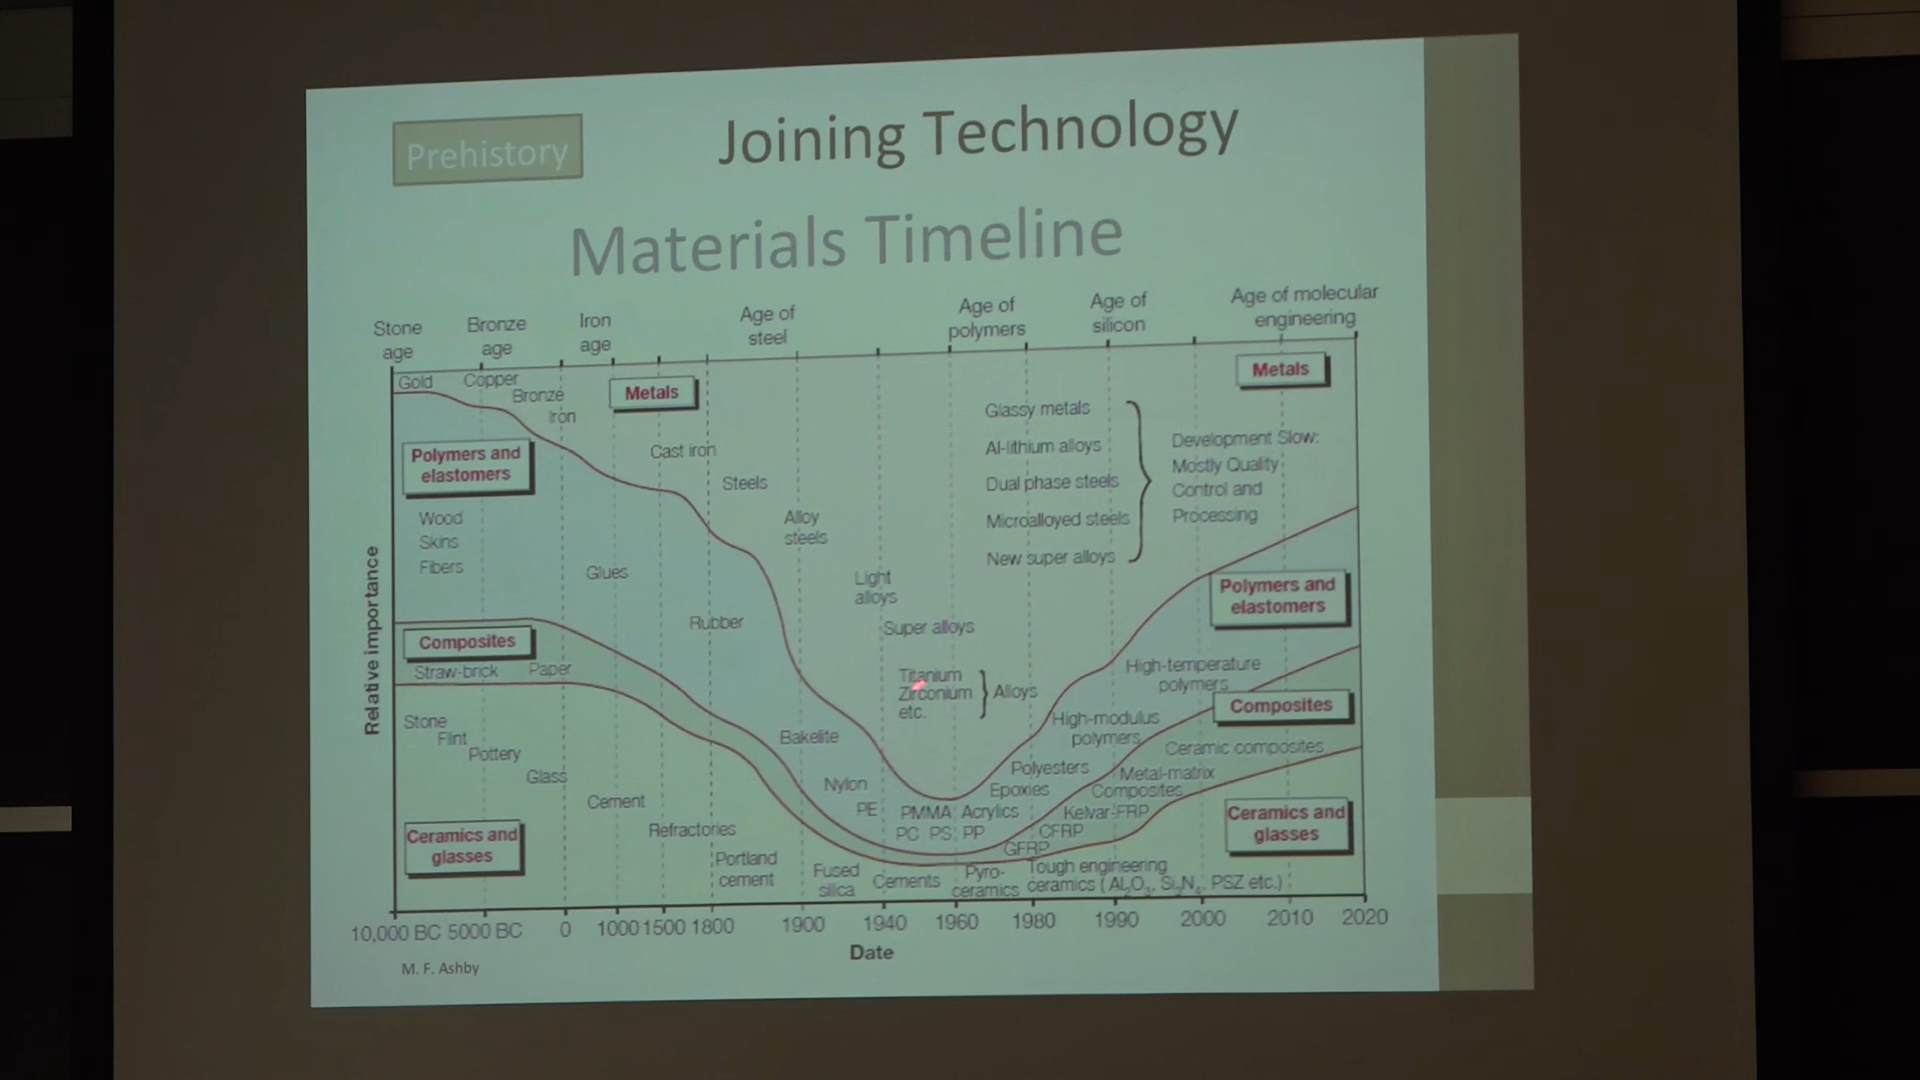 Prehistory
Joining Technology
Materials Timeline
Stone
age
Bronze
age
Iron
age
Age of
steel
Age of
polymers
Age of
silicon
Age of molecular
engineering
Gold
Copper
Bronze
Iron
Metals
Metals
Cast iron
Steels
Alloy
steels
Light
alloys
Super alloys
Titanium
Zirconium
etc.
Alloys
Glassy metals
Al-lithium alloys
Dual phase steels
Microalloyed steels
New super alloys
Development Slow:
Mostly Quality
Control and
Processing
Polymers and
elastomers
Wood
Skins
Fibers
Glues
Rubber
Bakelite
Nylon
PE
PMMA Acrylics
PC PS PP
Polyesters
Epoxies
High-modulus
polymers
High-temperature
polymers
Polymers and
elastomers
Composites
Straw-brick Paper
GFRP
CFRP
Kelvar-FRP
Metal-matrix
Composites
Ceramic composites
Composites
Stone
Flint
Pottery
Glass
Cement
Refractories
Portland
cement
Fused
silica
Cements
Pyro-
ceramics
Tough engineering
ceramics ( AL2O3, Si3N4, PSZ etc.)
Ceramics and
glasses
Ceramics and
glasses
Relative importance
10,000 BC 5000 BC 0 1000 1500 1800 1900 1940 1960 1980 1990 2000 2010 2020
Date
M. F. Ashby